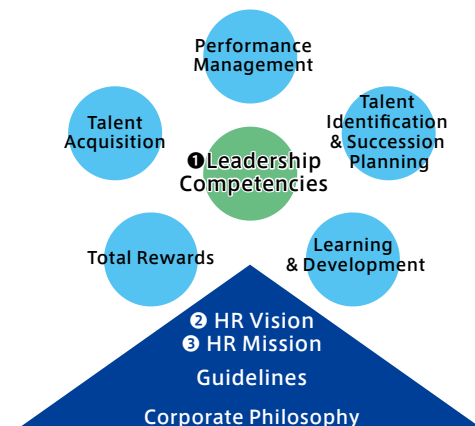 Performance
Management
Talent
Acquisition
Talent
Identification
& Succession
Planning
❶Leadership
Competencies
Total Rewards
Learning
& Development
❷ HR Vision
❸ HR Mission
Guidelines
Corporate Philosophy